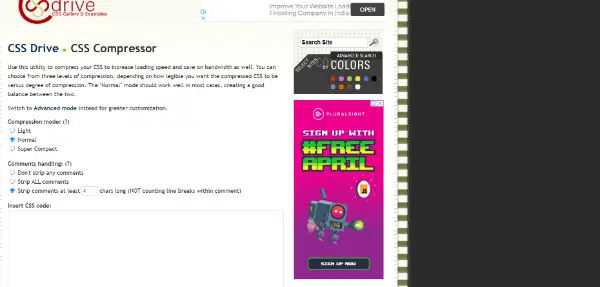 drive
CSS Gallery & Examples
Improve Your Website Load
1 Hosting Company in India
OPEN
CSS Drive
CSS Compressor
Use this utility to compress your CSS to increase loading speed and save on bandwidth as well. You can
choose from three levels of compression, depending on how legible you want the compressed CSS to be
versus degree of compression. The "Normal" mode should work well in most cases, creating a good
balance between the two.
Switch to Advanced mode instead for greater customization.
Compression mode: (?)
Light
Normal
Super Compact
Comments handling: (?)
Don't strip any comments
Strip ALL comments
Strip comments at least 4 chars long (NOT counting line breaks within comment)
Insert CSS code:
Search Site
SELECT SITES
BY
ADVANCED SEARCH
COLORS
PLURALSIGHT
SIGN UP WITH
#FREE
APRIL
SIGN UP NOW